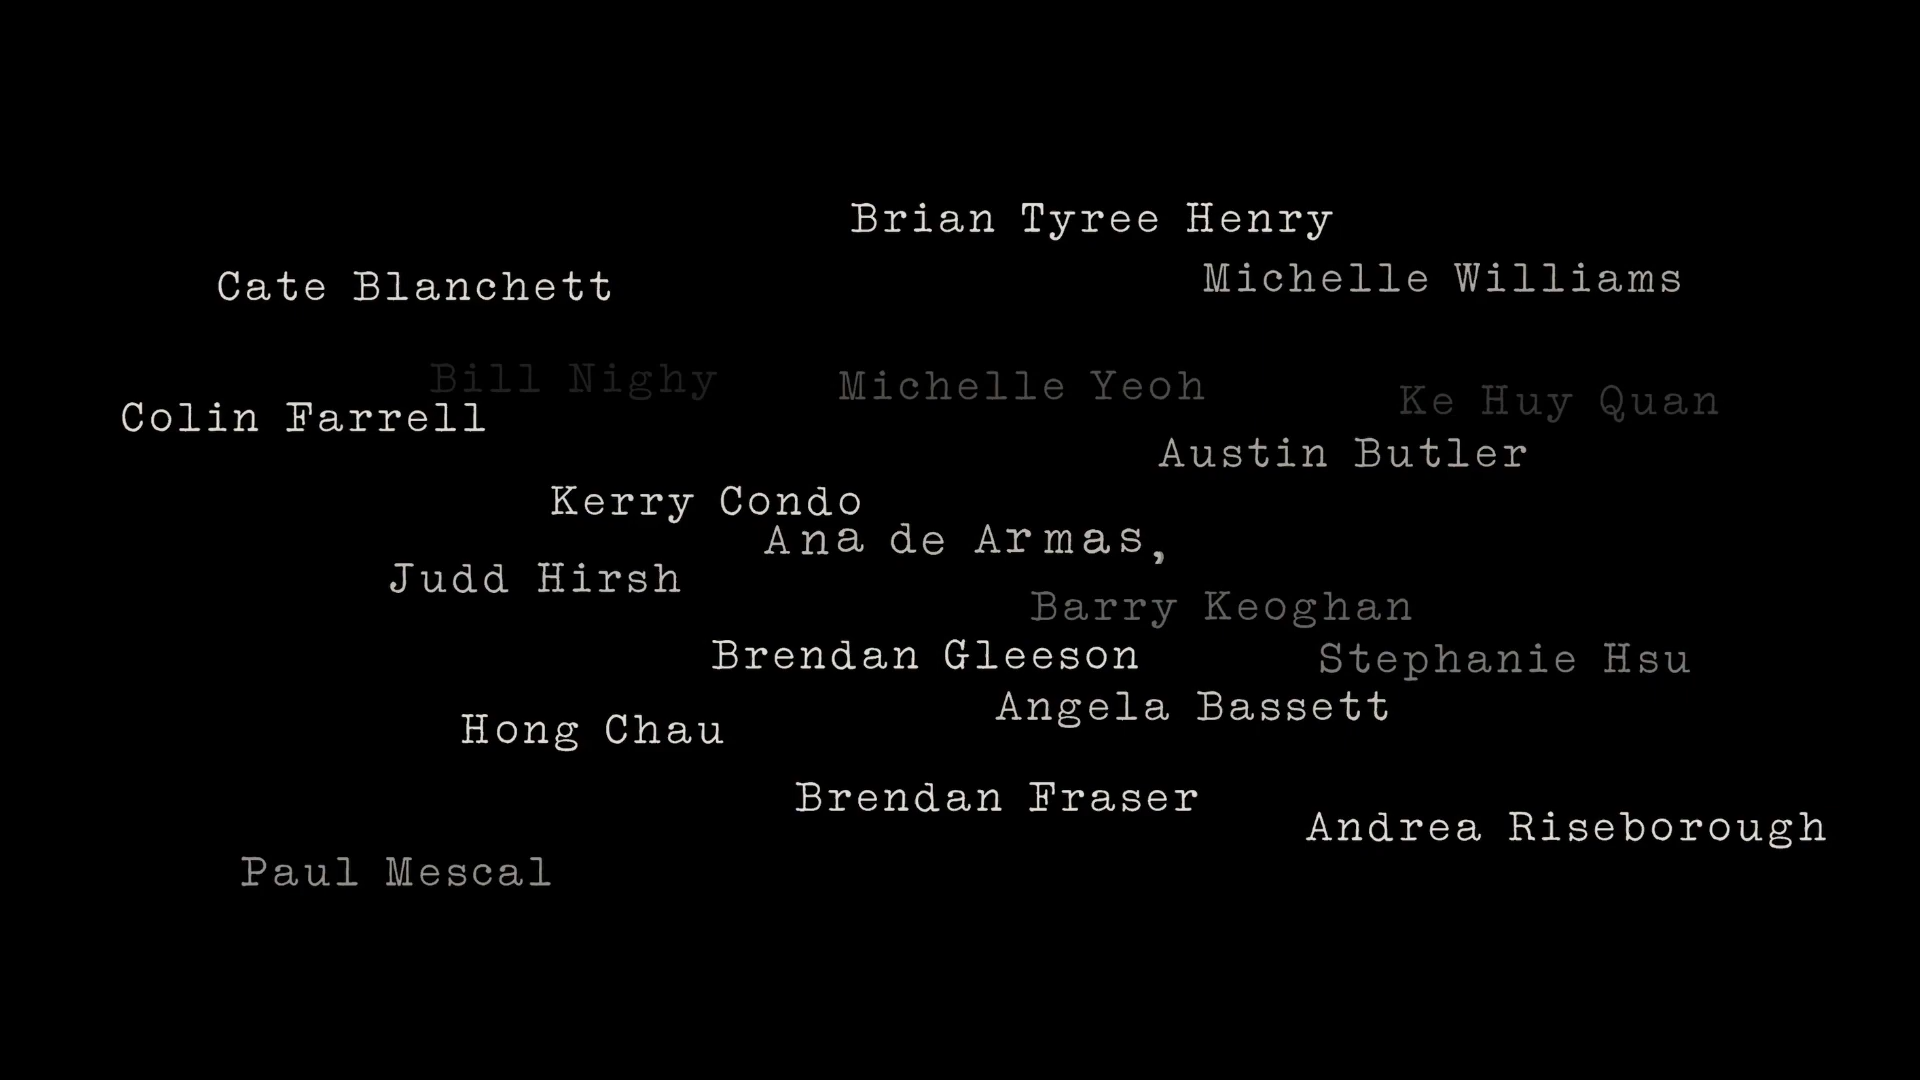 Brian Tyree Henry
Cate Blanchett
Michelle Williams
Bill Nighy
Michelle Yeoh
Ke Huy Quan
Colin Farrell
Austin Butler
Kerry Condo
Ana de Armas,
Judd Hirsh
Barry Keoghan
Brendan Gleeson
Stephanie Hsu
Angela Bassett
Hong Chau
Brendan Fraser
Andrea Riseborough
Paul Mescal